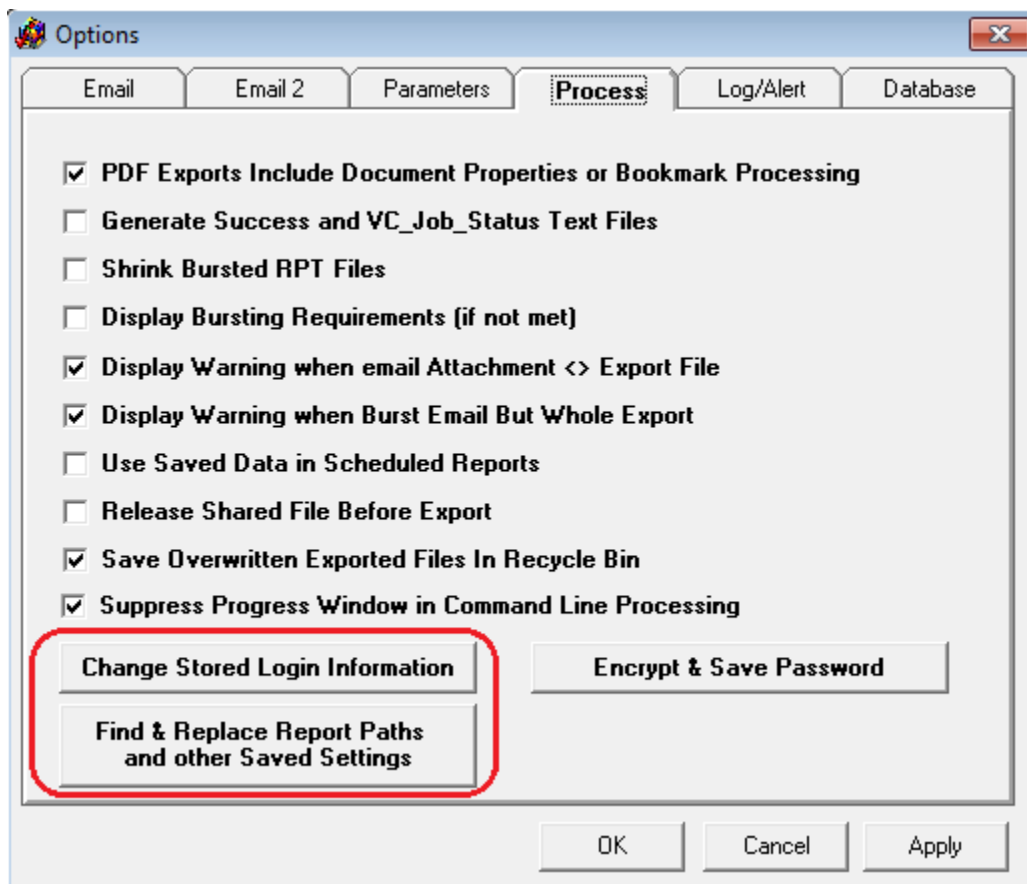 Options
Email
Email 2
Parameters
Process
Log/Alert
Database
PDF Exports Include Document Properties or Bookmark Processing
Generate Success and VC_Job_Status Text Files
Shrink Bursted RPT Files
Display Bursting Requirements (if not met)
Display Warning when email Attachment <> Export File
Display Warning when Burst Email But Whole Export
Use Saved Data in Scheduled Reports
Release Shared File Before Export
Save Overwritten Exported Files In Recycle Bin
Suppress Progress Window in Command Line Processing
Change Stored Login Information
Encrypt & Save Password
Find & Replace Report Paths
and other Saved Settings
OK
Cancel
Apply